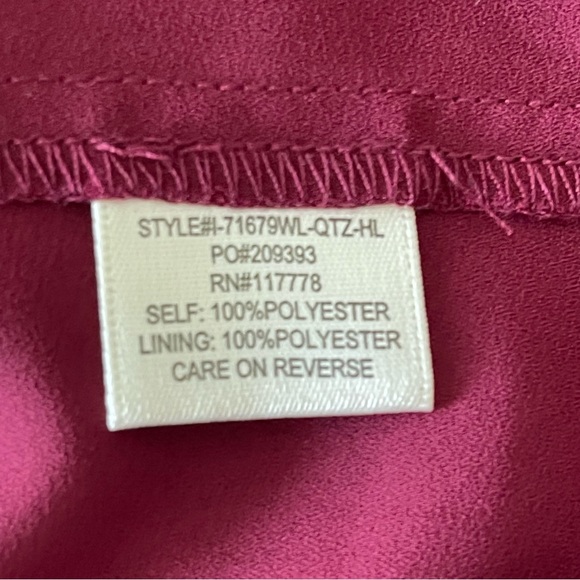 STYLE#I-71679WL-QTZ-HL
PO#209393
RN#117778
SELF: 100%POLYESTER
LINING: 100%POLYESTER
CARE ON REVERSE